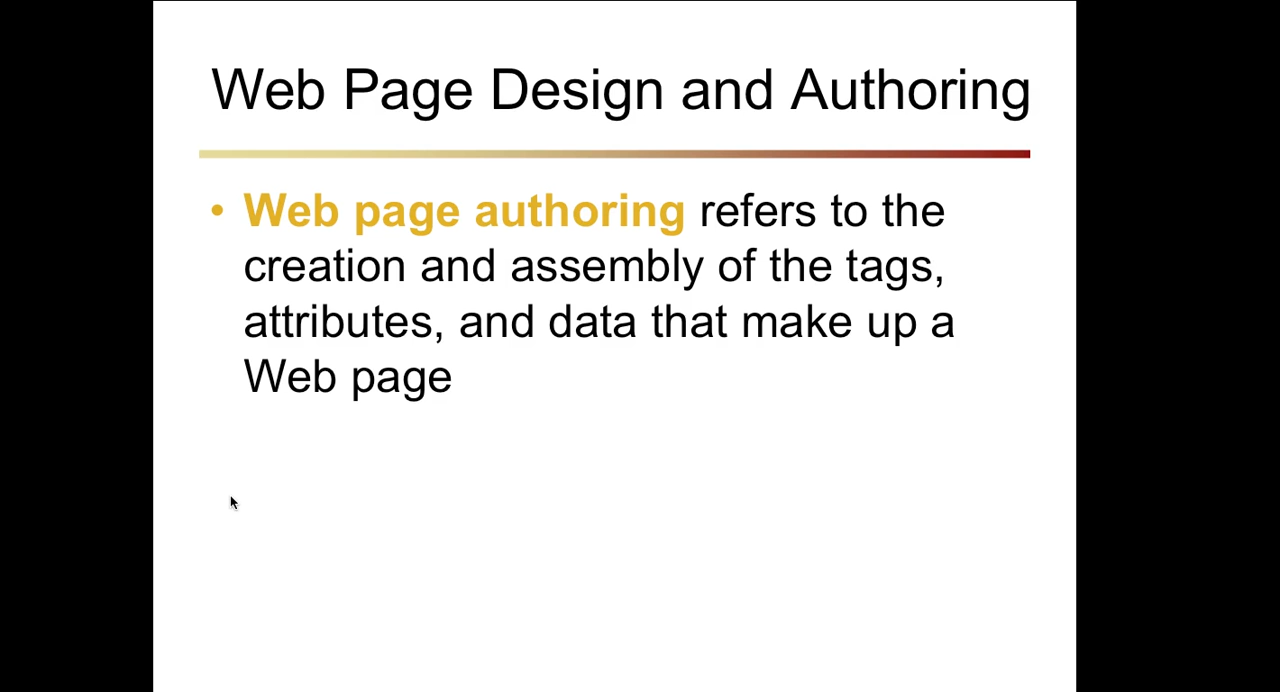 Web Page Design and Authoring
• Web page authoring refers to the
creation and assembly of the tags,
attributes, and data that make up a
Web page